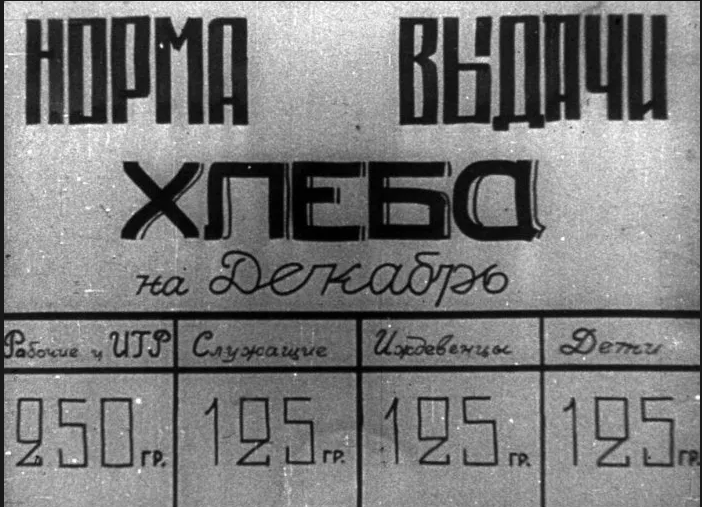 НОРМА ВЫДАЧИ
ХЛЕБА
на Декабрь
Рабочие и ИТР Служащие Иждевенцы Дети
250 гр. 125 гр. 125 гр. 125 гр.